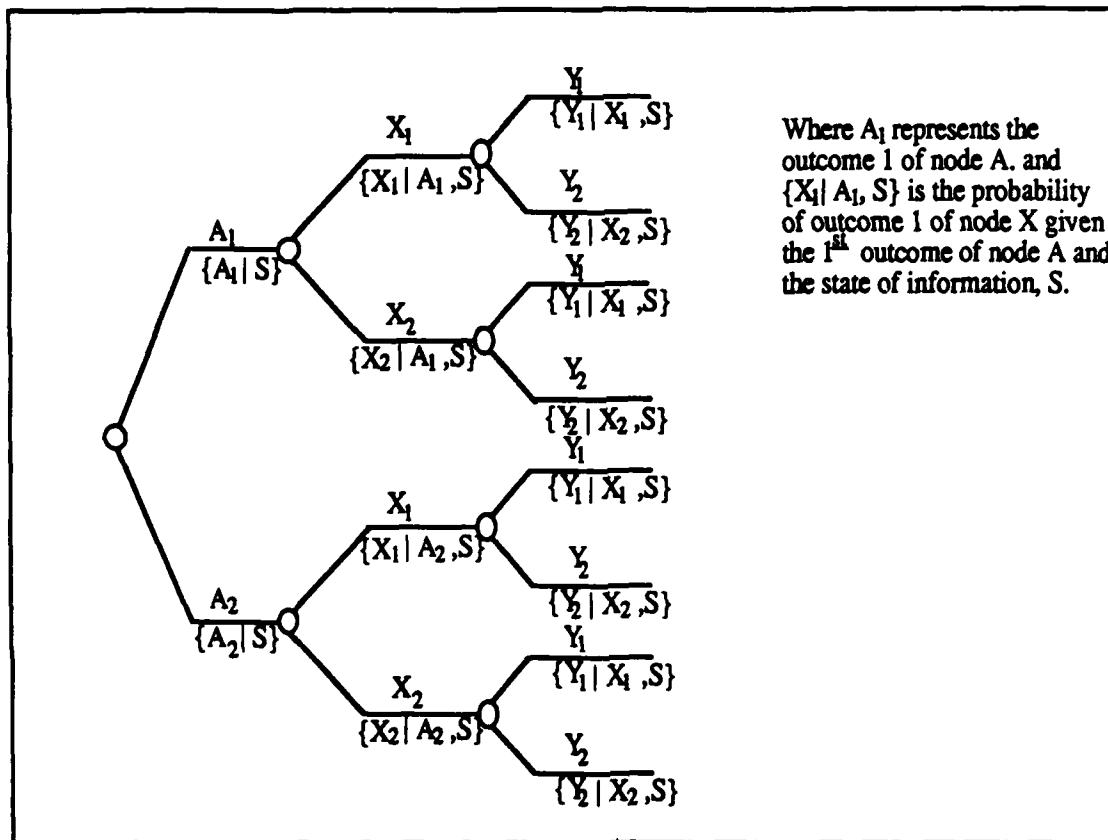 Y1
{Y1 | X1 ,S}
X1
{X1 | A1 ,S}
Y2
{Y2 | X2 ,S}
A1
{A1 | S}
Y1
{Y1 | X1 ,S}
X2
{X2 | A1 ,S}
Y2
{Y2 | X2 ,S}
Y1
{Y1 | X1 ,S}
X1
{X1 | A2 ,S}
Y2
{Y2 | X2 ,S}
A2
{A2 | S}
Y1
{Y1 | X1 ,S}
X2
{X2 | A2 ,S}
Y2
{Y2 | X2 ,S}
Where A1 represents the
outcome 1 of node A. and
{X1| A1, S} is the probability
of outcome 1 of node X given
the 1st outcome of node A and
the state of information, S.